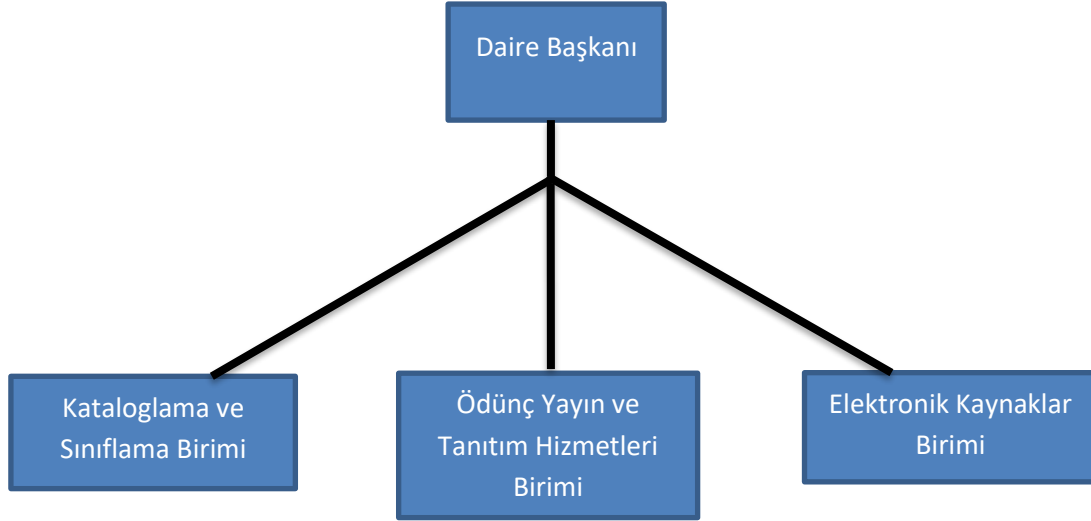 Daire Başkanı
Kataloglama ve
Sınıflama Birimi
Ödünç Yayın ve
Tanıtım Hizmetleri
Birimi
Elektronik Kaynaklar
Birimi